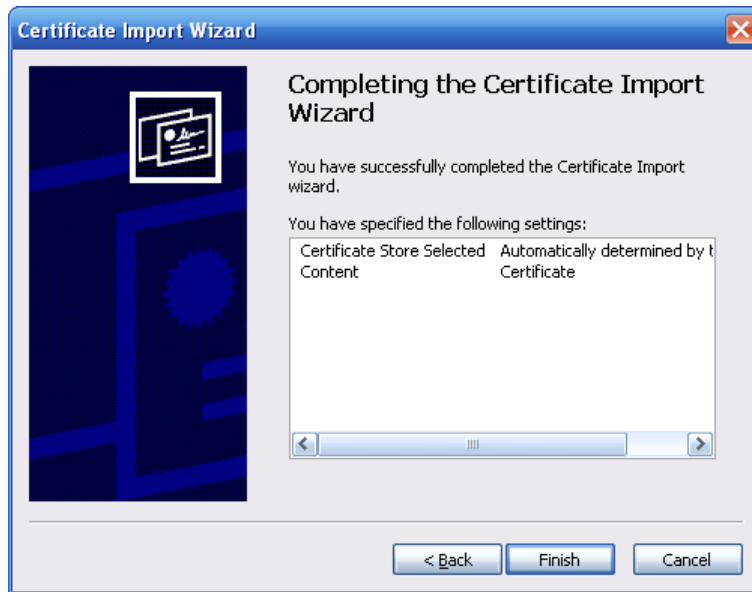 Certificate Import Wizard
Completing the Certificate Import
Wizard
You have successfully completed the Certificate Import
wizard.
You have specified the following settings:
Certificate Store Selected Automatically determined by t
Content Certificate
< Back Finish Cancel